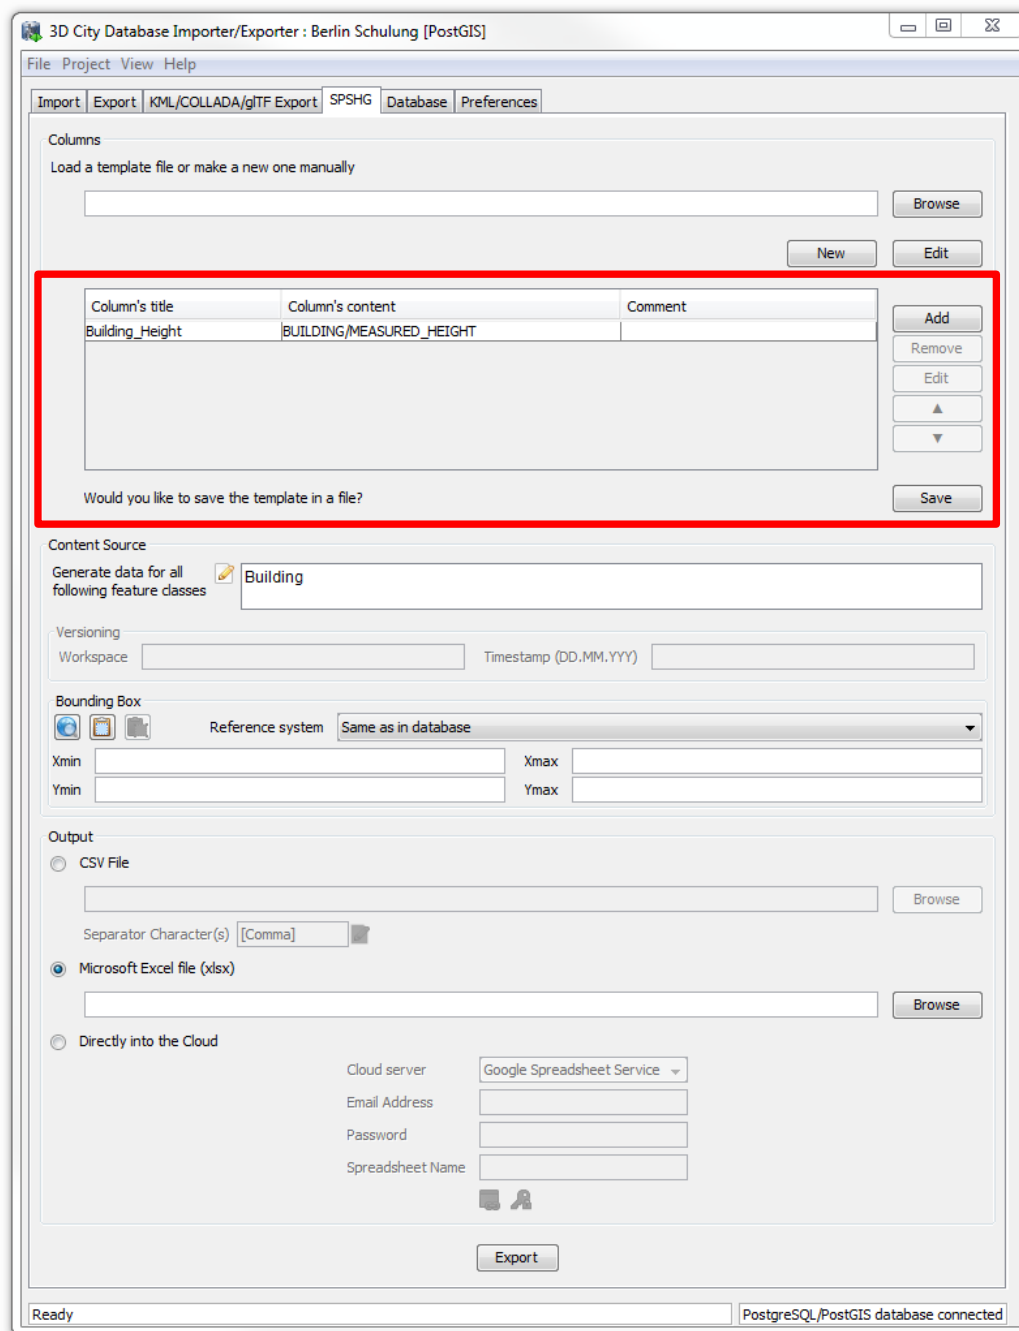 3D City Database Importer/Exporter : Berlin Schulung [PostGIS]
File Project View Help
Import Export KML/COLLADA/glTF Export SPSHG Database Preferences
Columns
Load a template file or make a new one manually
Browse
New Edit
Column's title Column's content Comment
Building_Height BUILDING/MEASURED_HEIGHT
Add
Remove
Edit
Would you like to save the template in a file? Save
Content Source
Generate data for all
following feature classes
Building
Versioning
Workspace Timestamp (DD.MM.YYY)
Bounding Box
Reference system Same as in database
Xmin Xmax
Ymin Ymax
Output
CSV File
Browse
Separator Character(s) [Comma]
Microsoft Excel file (xlsx)
Browse
Directly into the Cloud
Cloud server Google Spreadsheet Service
Email Address
Password
Spreadsheet Name
Export
Ready PostgreSQL/PostGIS database connected